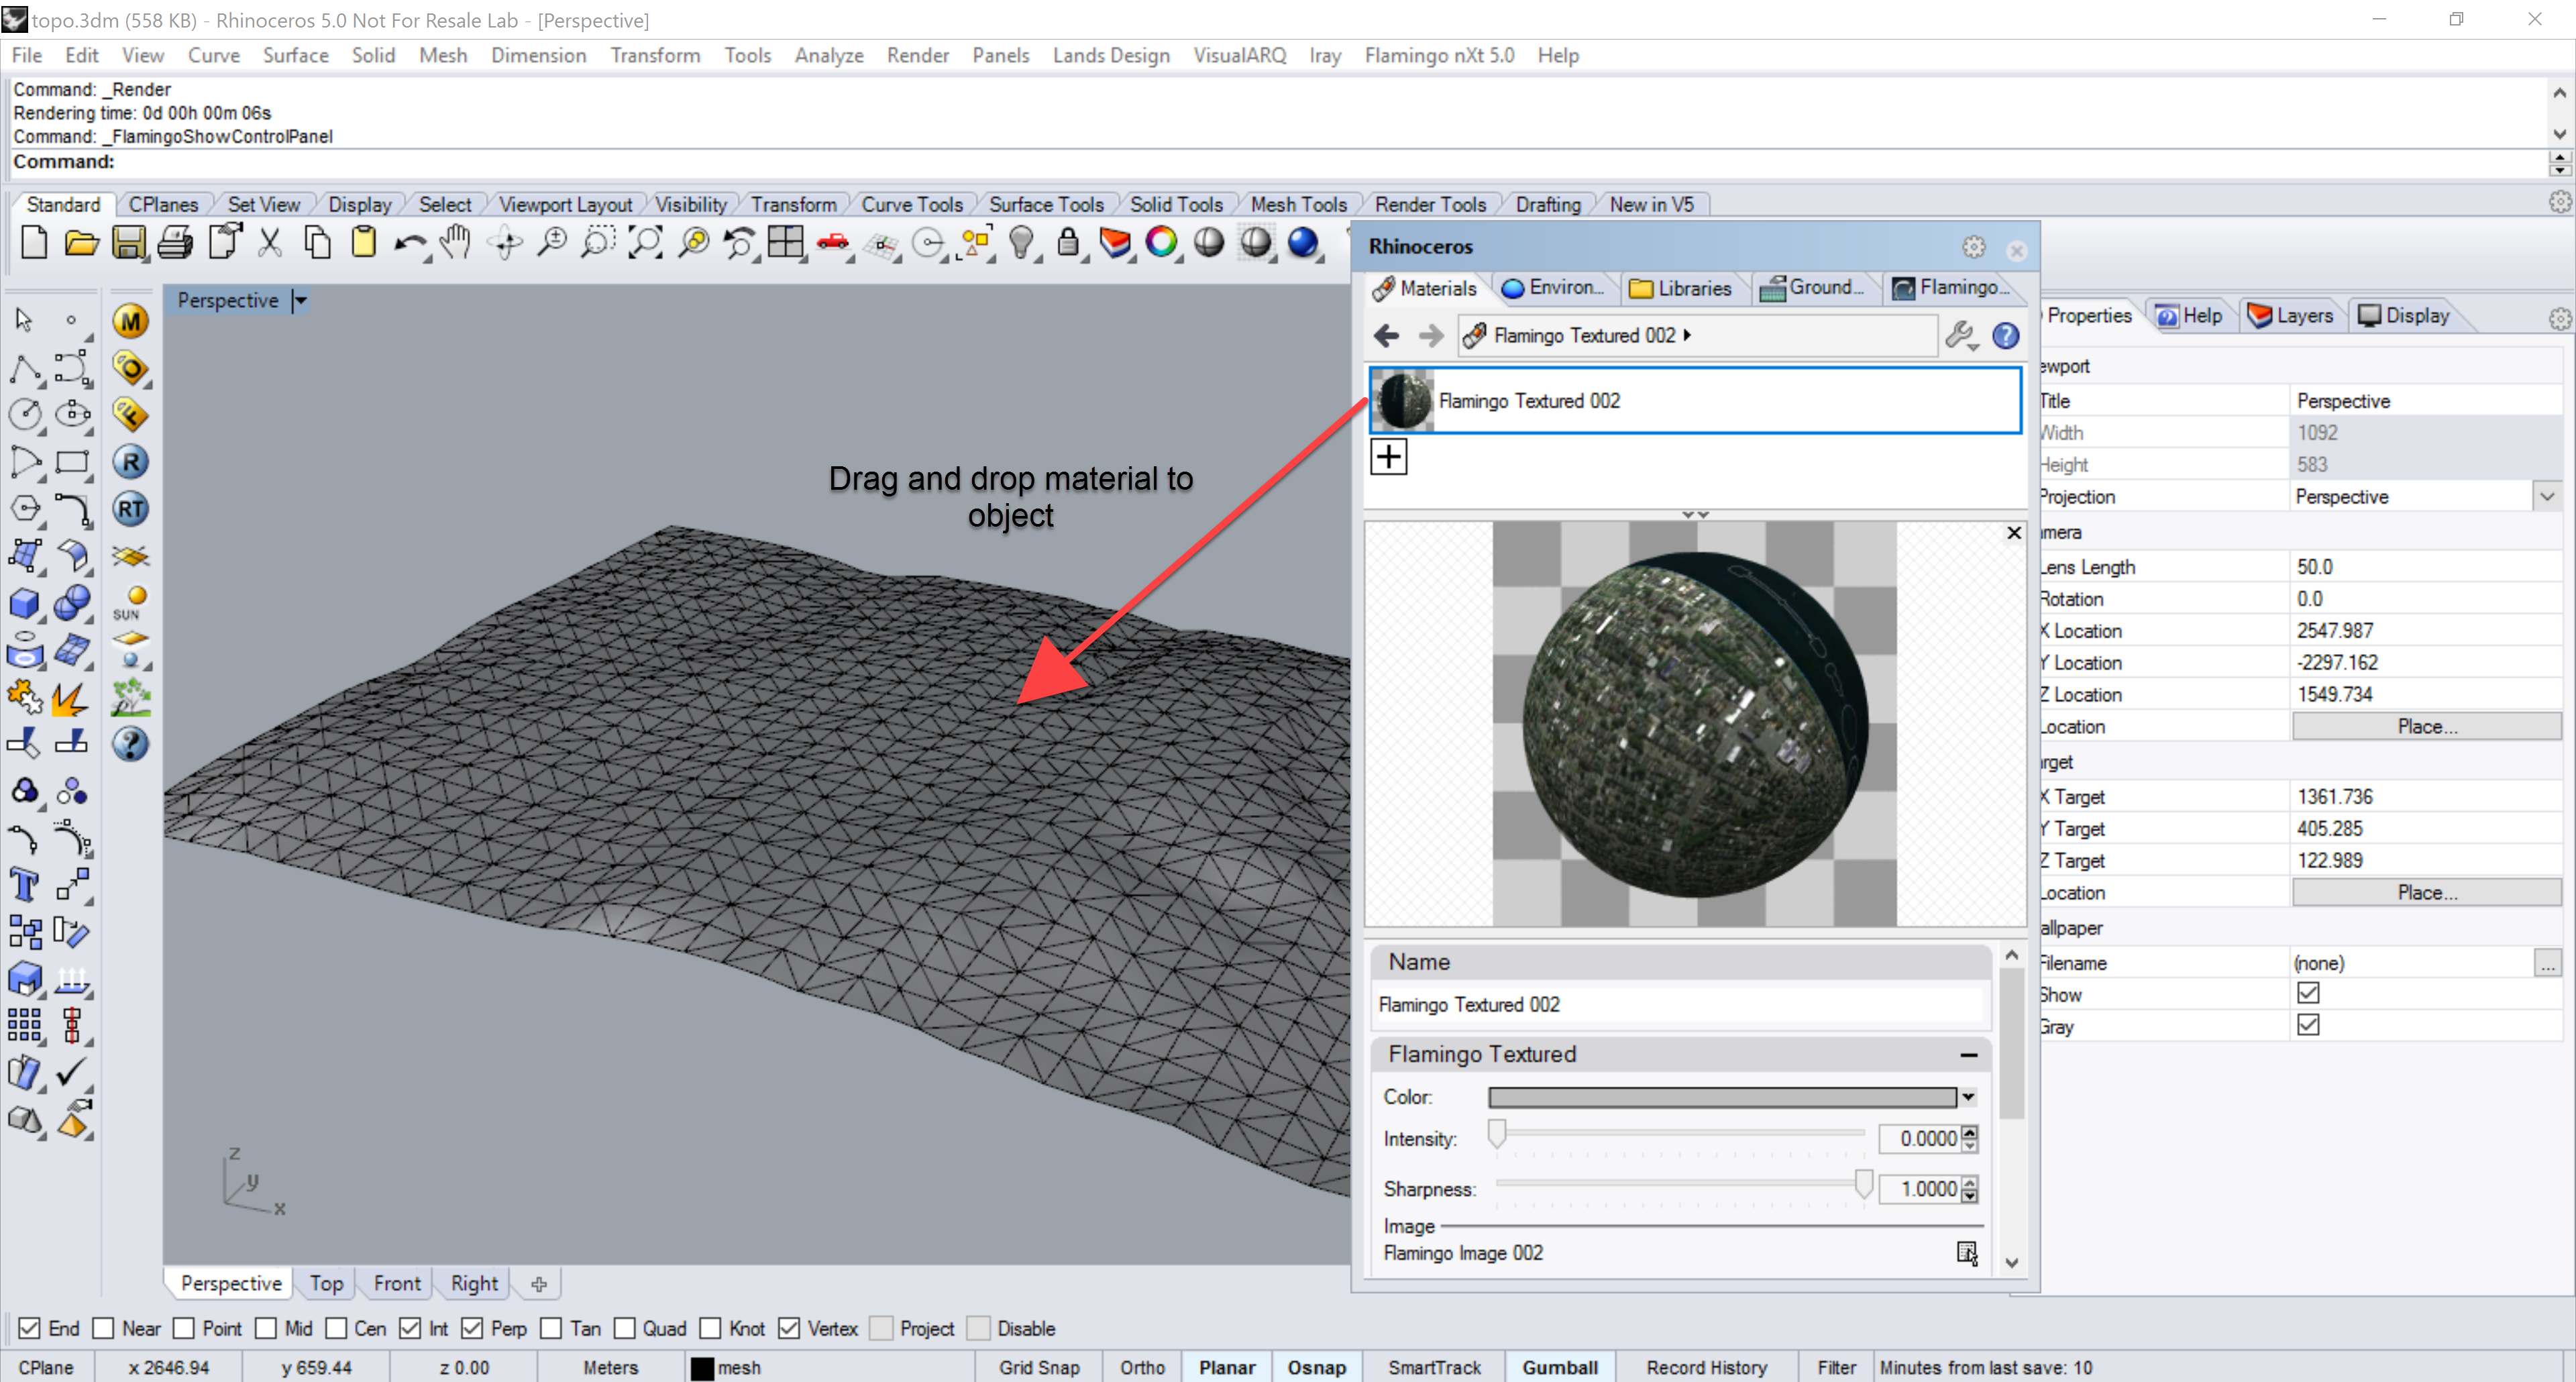 topo.3dm (558 KB) - Rhinoceros 5.0 Not For Resale Lab - [Perspective]
File Edit View Curve Surface Solid Mesh Dimension Transform Tools Analyze Render Panels Lands Design VisualARQ Iray Flamingo nXt 5.0 Help
Command: _Render
Rendering time: 0d 00h 00m 06s
Command: _FlamingoShowControlPanel
Command:
Standard CPlanes Set View Display Select Viewport Layout Visibility Transform Curve Tools Surface Tools Solid Tools Mesh Tools Render Tools Drafting New in V5
Rhinoceros
Materials Environ... Libraries Ground... Flamingo...
Perspective
M
O
F
R
RT
SUN
T
Flamingo Textured 002
Flamingo Textured 002
Drag and drop material to
object
Name
Flamingo Textured 002
Flamingo Textured
Color:
Intensity: 0.0000
Sharpness: 1.0000
Image
Flamingo Image 002
Properties Help Layers Display
ewport
Title Perspective
Width 1092
Height 583
Projection Perspective
mera
Lens Length 50.0
Rotation 0.0
X Location 2547.987
Y Location -2297.162
Z Location 1549.734
Location Place...
rget
X Target 1361.736
Y Target 405.285
Z Target 122.989
Location Place...
allpaper
Filename (none) ...
Show
Gray
z
y
x
Perspective Top Front Right
End Near Point Mid Cen Int Perp Tan Quad Knot Vertex Project Disable
CPlane x 2646.94 y 659.44 z 0.00 Meters mesh Grid Snap Ortho Planar Osnap SmartTrack Gumball Record History Filter Minutes from last save: 10